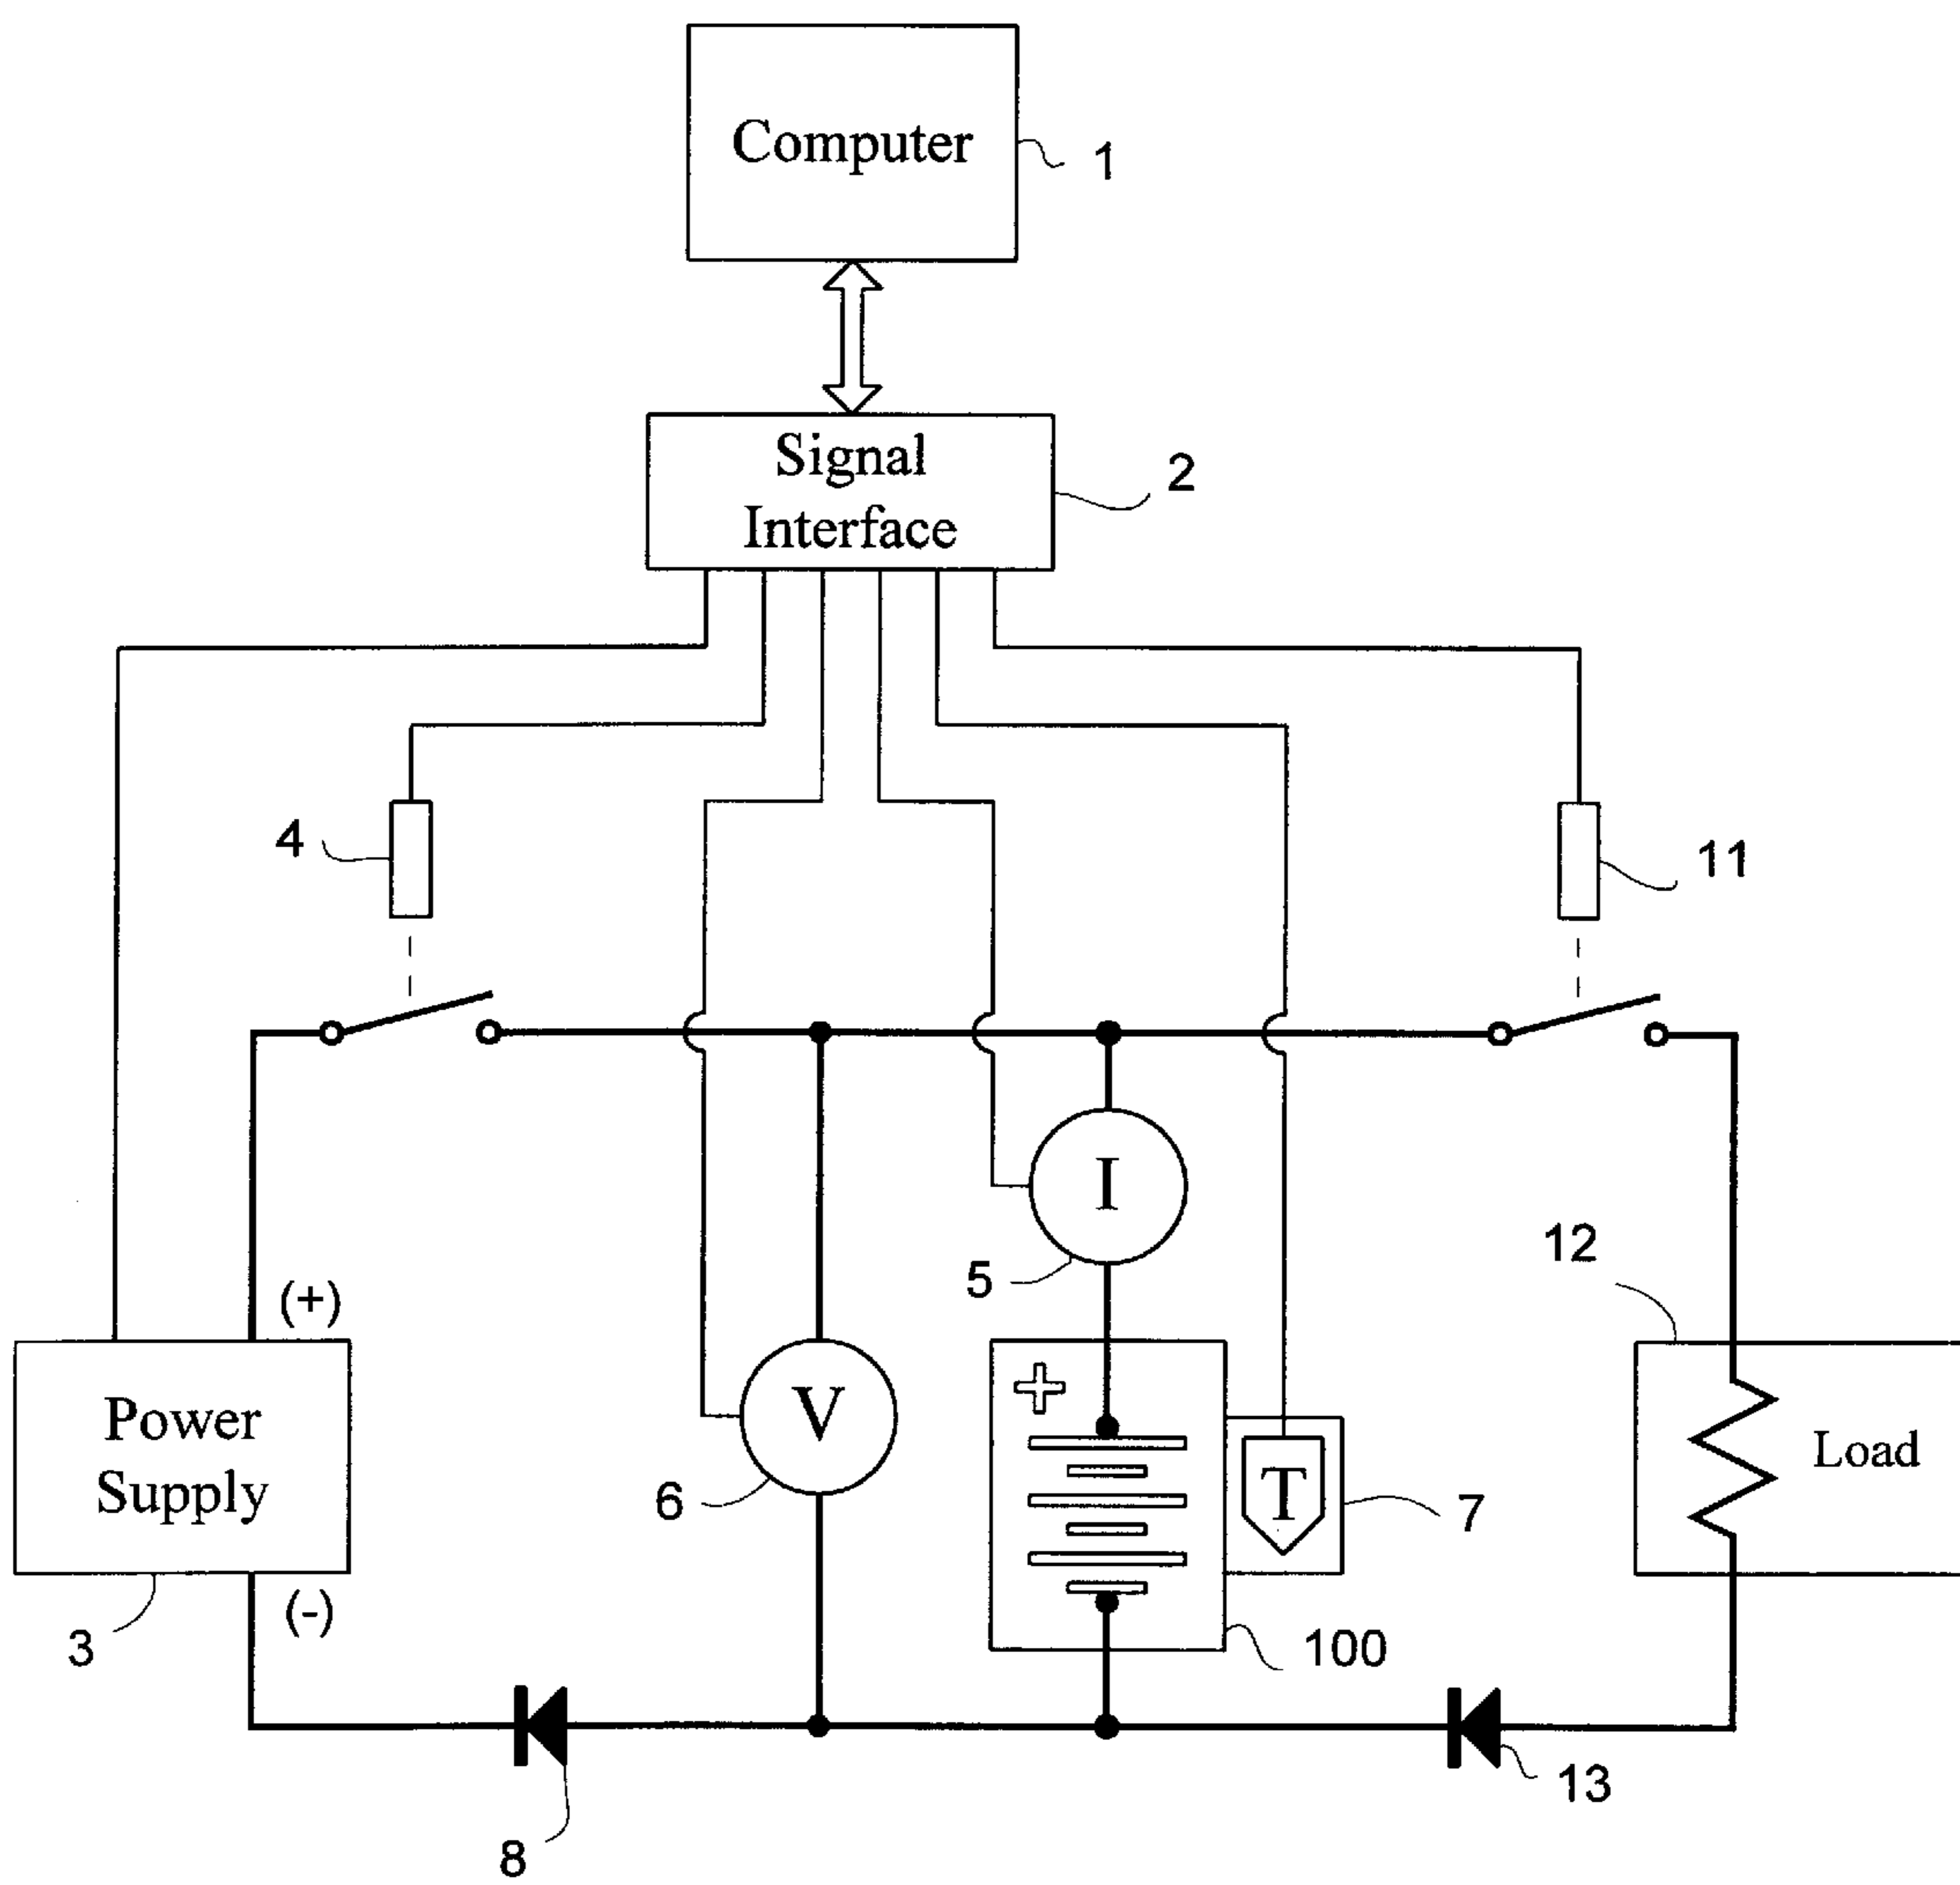 Computer
1
Signal
Interface
2
4
11
I
5
12
(+)
Power
Supply
V
6
T
7
Load
(-)
3
100
13
8